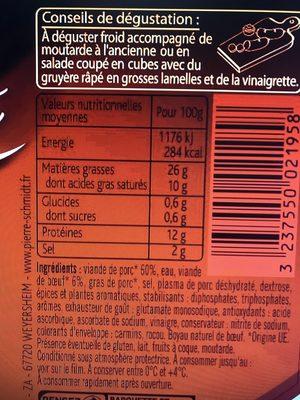 Conseils de dégustation :
A déguster froid accompagné de
moutarde à l'ancienne ou en
salade coupé en cubes avec du
gruyère râpé en grosses lamelles et de la vinaigrette.
Valeurs nutritionnelles
moyennes
Pour 100g
Energie
1176 kj
284 kcal
Matières grasses
26 g
dont acides gras saturés
10 g
Glucides
0,6 g
dont sucres
0,6 g
Protéines
12 g
Sel
2 g
Ingrédients : viande de porc* 60%, eau, viande
de bœuf* 6%, gras de porc*, sel, plasma de porc déshydraté, dextrose,
épices et plantes aromatiques, stabilisants : diphosphates, triphosphates,
arômes, exhausteur de goût : glutamate monosodique, antioxydants : acide
ascorbique, ascorbate de sodium, vinaigre, conservateur : nitrite de sodium,
colorants d'enveloppe : carmins, rocou. Boyau naturel de bœuf. *Origine UE.
Présence éventuelle de gluten, lait, fruits à coque, moutarde.
Conditionné sous atmosphère protectrice. A consommer jusqu'au :
voir sur le film. A conserver entre 0°C et +4°C.
A consommer rapidement après ouverture.
ZA - 67720 WEYERSHEIM - www.pierre-schmidt.fr
3 237550 021958
PENSEZ
BARQUETTE ET